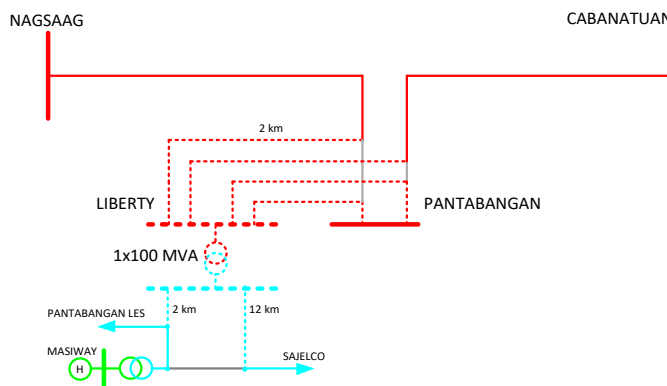 NAGSAAG
CABANATUAN
2 km
LIBERTY
PANTABANGAN
1x100 MVA
2 km
12 km
PANTABANGAN LES
MASIWAY
SAJELCO
H